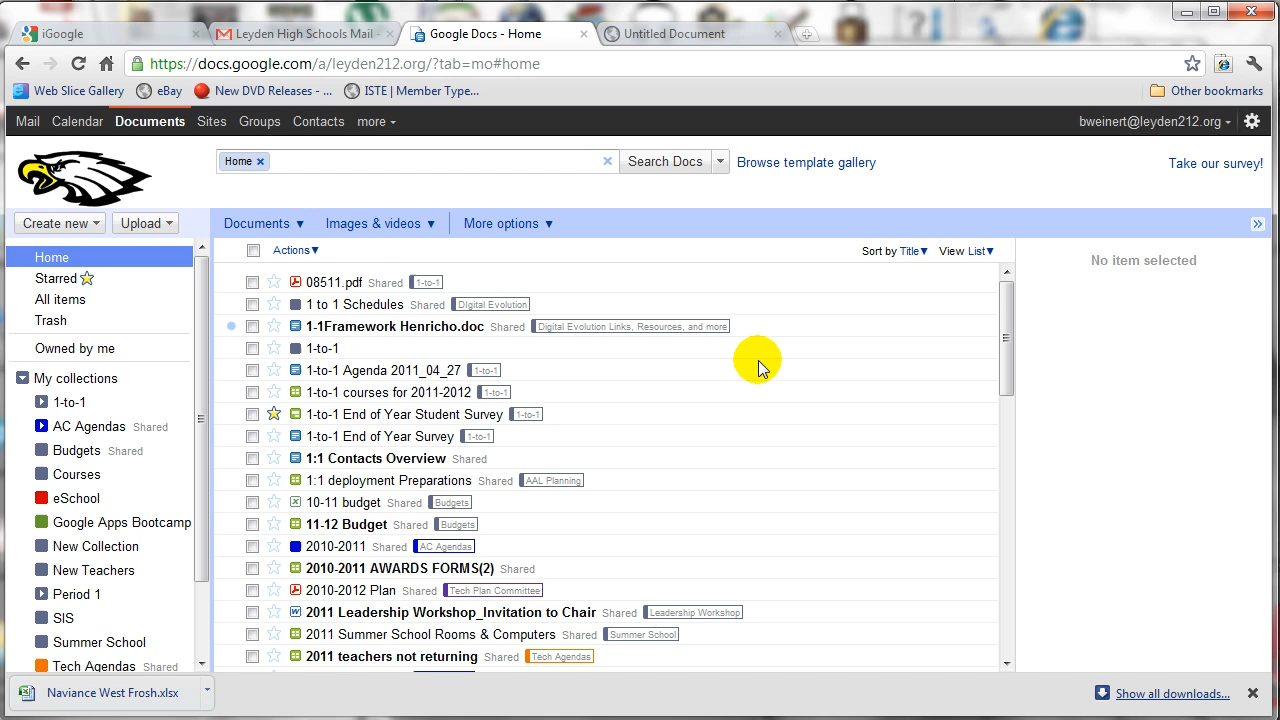 iGoogle
Leyden High Schools Mail -
Google Docs - Home
Untitled Document
https://docs.google.com/a/leyden212.org/?tab=mo#home
Web Slice Gallery
eBay
New DVD Releases - ...
ISTE | Member Type...
Other bookmarks
Mail Calendar Documents Sites Groups Contacts more
bweinert@leyden212.org
Home
Search Docs
Browse template gallery
Take our survey!
Create new
Upload
Documents
Images & videos
More options
Home
Starred
All items
Trash
Owned by me
My collections
1-to-1
AC Agendas Shared
Budgets Shared
Courses
eSchool
Google Apps Bootcamp
New Collection
New Teachers
Period 1
SIS
Summer School
Tech Agendas Shared
Actions
Sort by Title
View List
08511.pdf Shared 1-to-1
1 to 1 Schedules Shared DIgital Evolution
1-1Framework Henricho.doc Shared Digital Evolution Links, Resources, and more
1-to-1
1-to-1 Agenda 2011_04_27 1-to-1
1-to-1 courses for 2011-2012 1-to-1
1-to-1 End of Year Student Survey 1-to-1
1-to-1 End of Year Survey 1-to-1
1:1 Contacts Overview Shared
1:1 deployment Preparations Shared AAL Planning
10-11 budget Shared Budgets
11-12 Budget Shared Budgets
2010-2011 Shared AC Agendas
2010-2011 AWARDS FORMS(2) Shared
2010-2012 Plan Shared Tech Plan Committee
2011 Leadership Workshop_Invitation to Chair Shared Leadership Workshop
2011 Summer School Rooms & Computers Shared Summer School
2011 teachers not returning Shared Tech Agendas
No item selected
Naviance West Frosh.xlsx
Show all downloads...